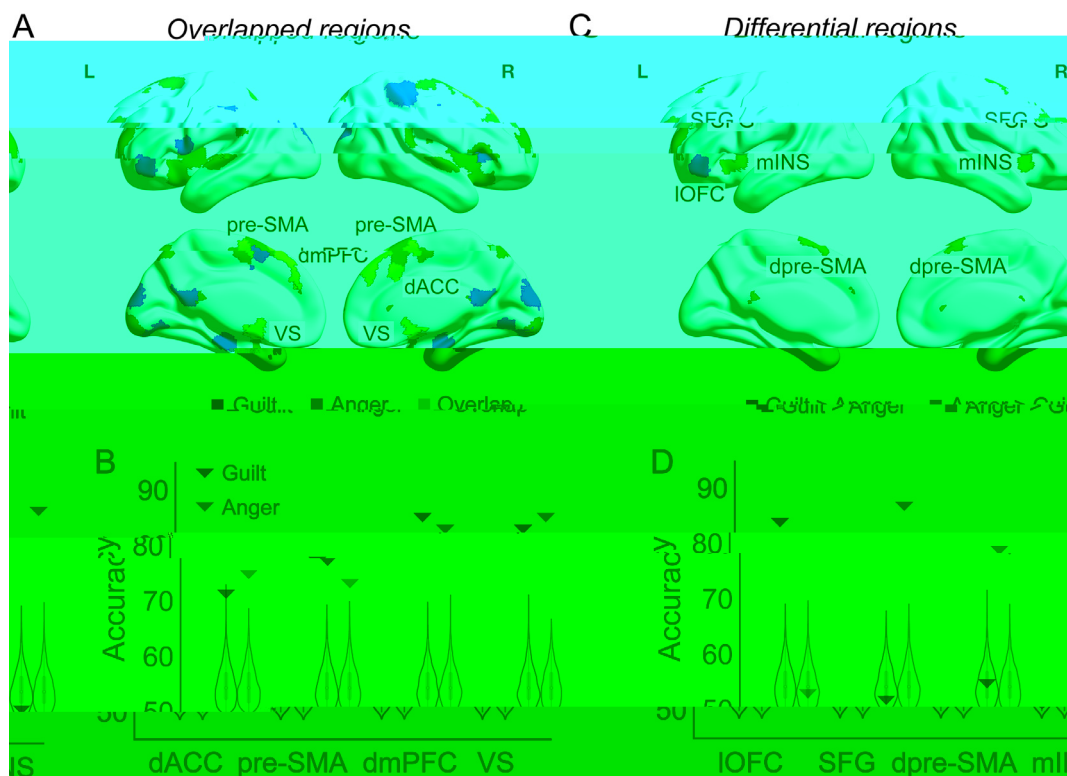 A
Overlapped regions
L
R
pre-SMA
pre-SMA
dmPFC
dACC
VS
VS
Guilt
Anger
Overlap
B
Guilt
Anger
Accuracy
90
80
70
60
50
dACC
pre-SMA
dmPFC
VS
C
Differential regions
L
R
SFG
SFG
mINS
mINS
lOFC
dpre-SMA
dpre-SMA
Guilt > Anger
D
Accuracy
90
80
70
60
50
lOFC
SFG
dpre-SMA